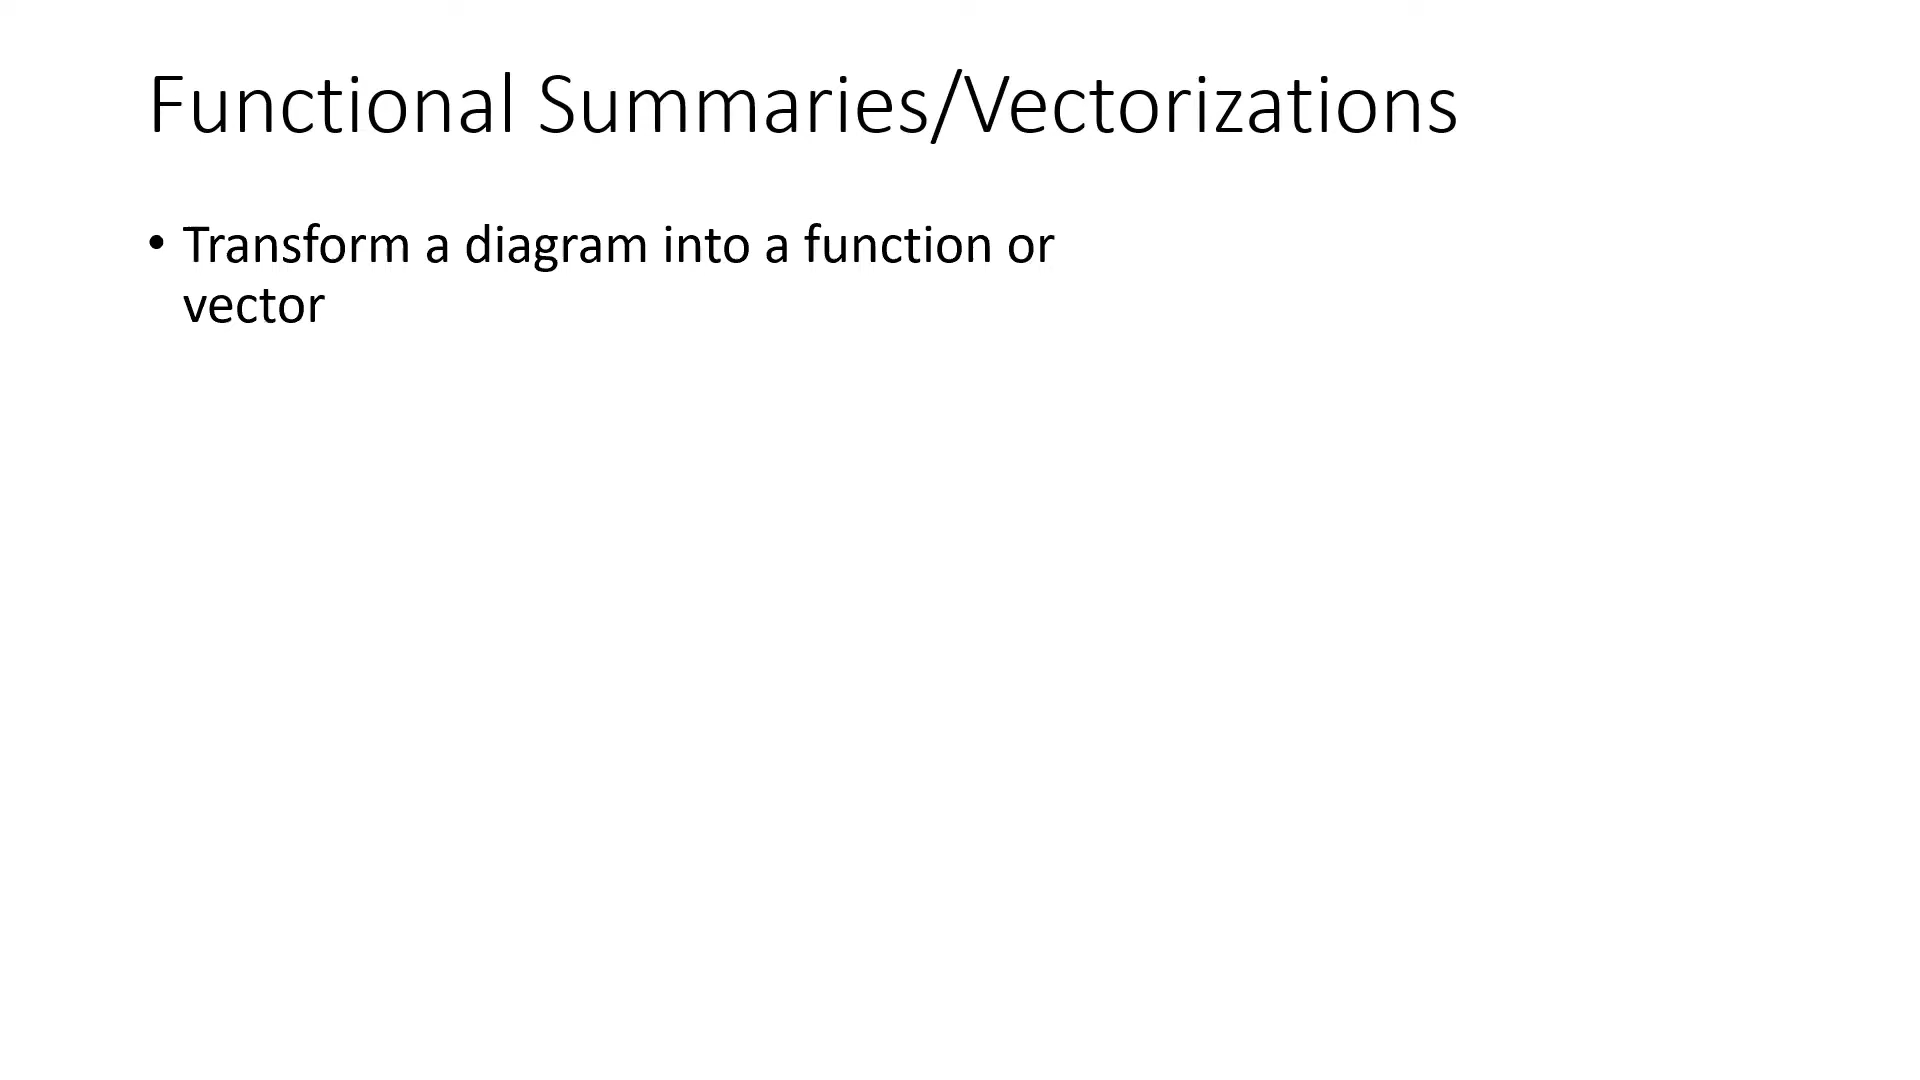 Functional Summaries/Vectorizations
• Transform a diagram into a function or
vector